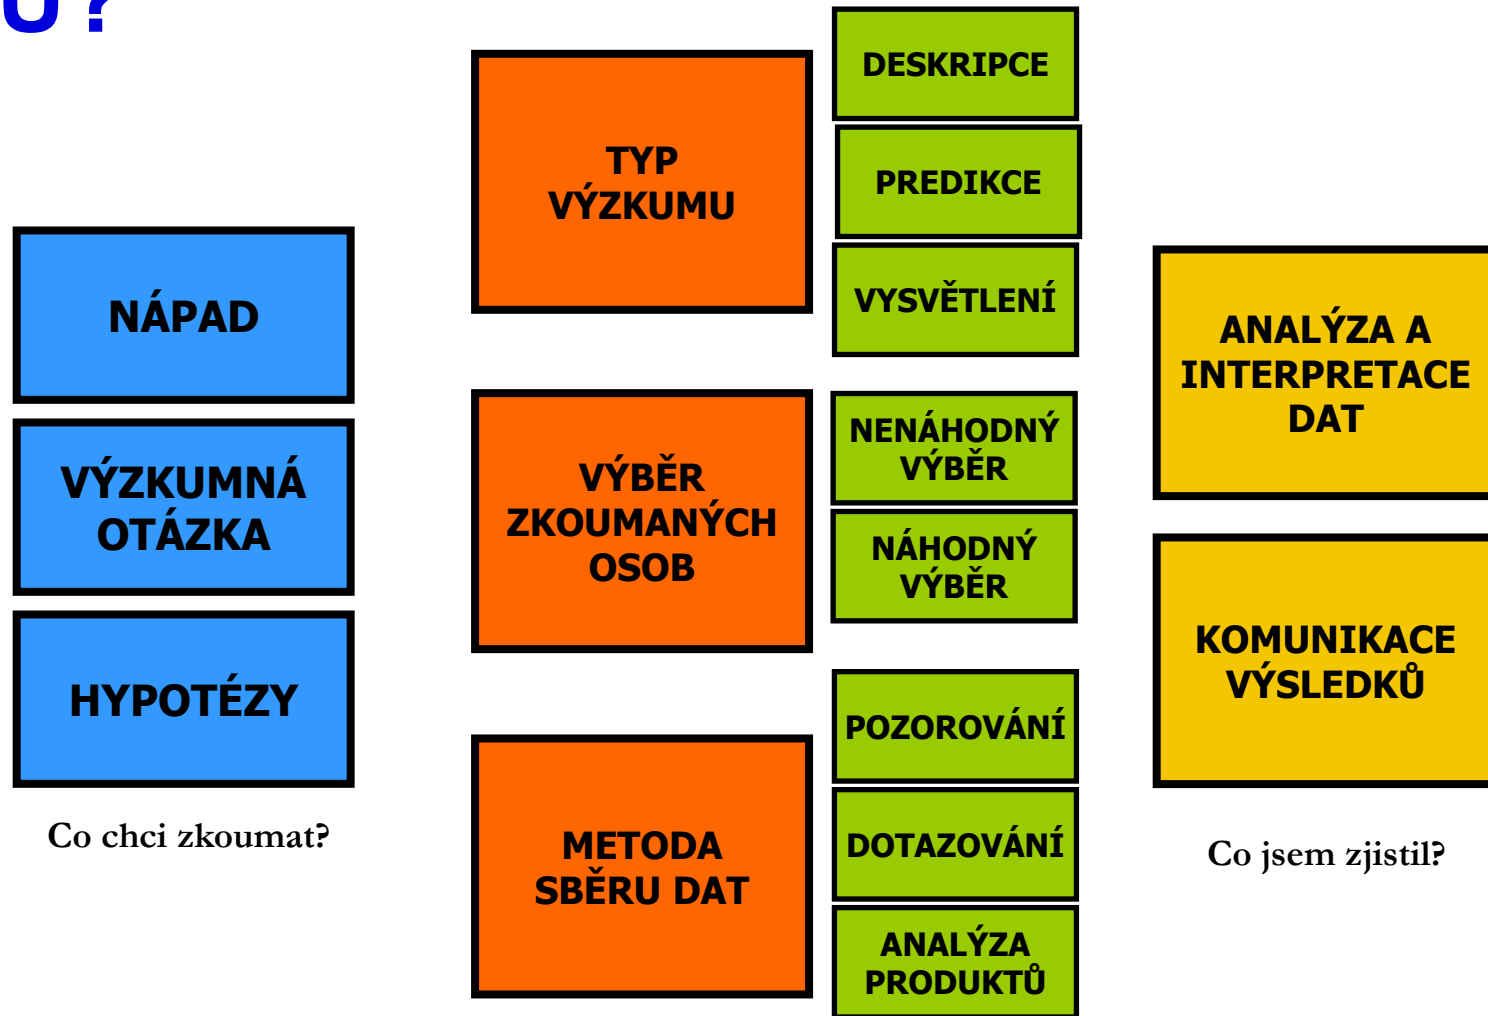 NÁPAD
VÝZKUMNÁ
OTÁZKA
HYPOTÉZY
Co chci zkoumat?
TYP
VÝZKUMU
DESKRIPCE
PREDIKCE
VYSVĚTLENÍ
VÝBĚR
ZKOUMANÝCH
OSOB
NENÁHODNÝ
VÝBĚR
NÁHODNÝ
VÝBĚR
METODA
SBĚRU DAT
POZOROVÁNÍ
DOTAZOVÁNÍ
ANALÝZA
PRODUKTŮ
ANALÝZA A
INTERPRETACE
DAT
KOMUNIKACE
VÝSLEDKŮ
Co jsem zjistil?